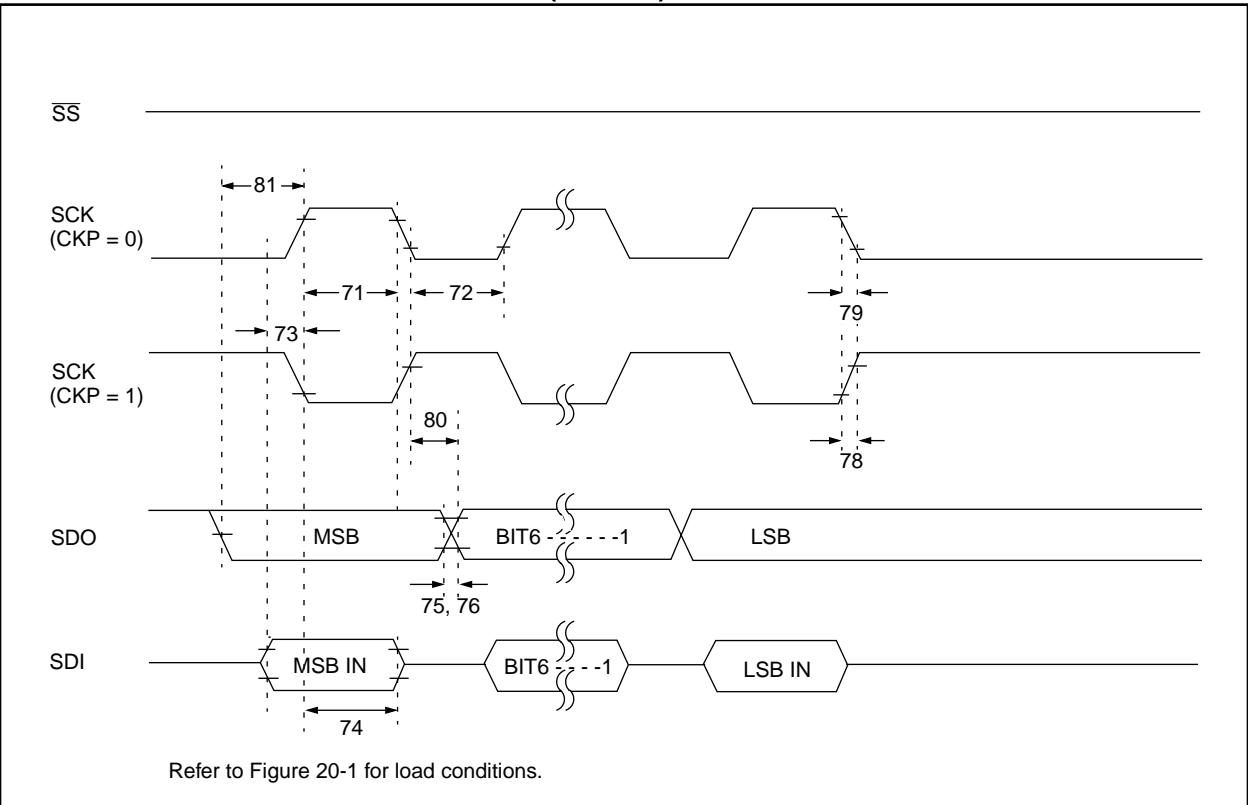 SS
81
SCK
(CKP = 0)
71
72
79
73
SCK
(CKP = 1)
80
78
SDO
MSB
BIT6 - - - - - -1
LSB
75, 76
SDI
MSB IN
BIT6 - - - -1
LSB IN
74
Refer to Figure 20-1 for load conditions.